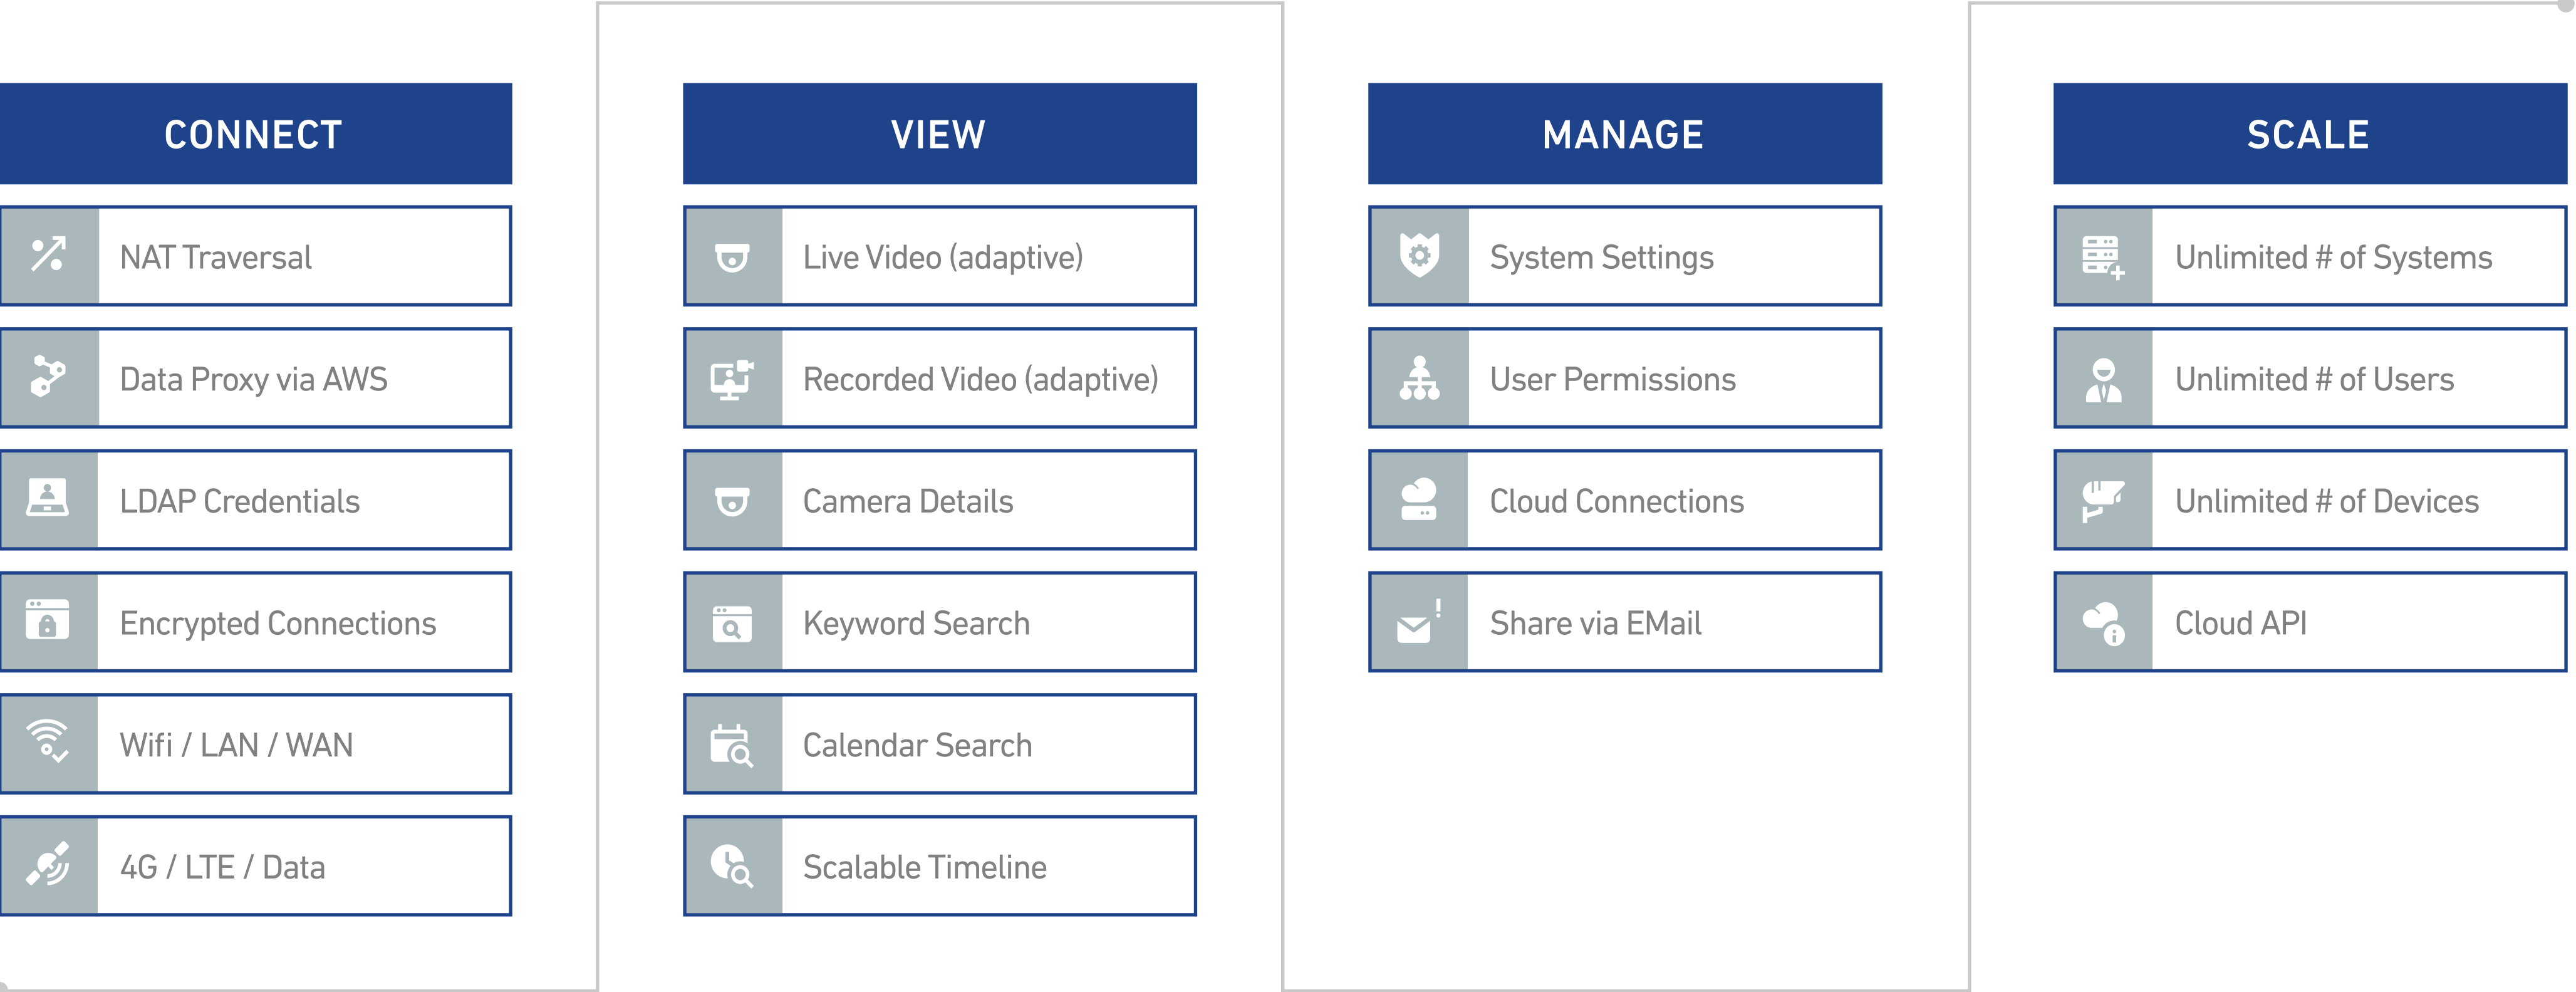 CONNECT
NAT Traversal
Data Proxy via AWS
LDAP Credentials
Encrypted Connections
Wifi / LAN / WAN
4G / LTE / Data
VIEW
Live Video (adaptive)
Recorded Video (adaptive)
Camera Details
Keyword Search
Calendar Search
Scalable Timeline
MANAGE
System Settings
User Permissions
Cloud Connections
Share via EMail
SCALE
Unlimited # of Systems
Unlimited # of Users
Unlimited # of Devices
Cloud API